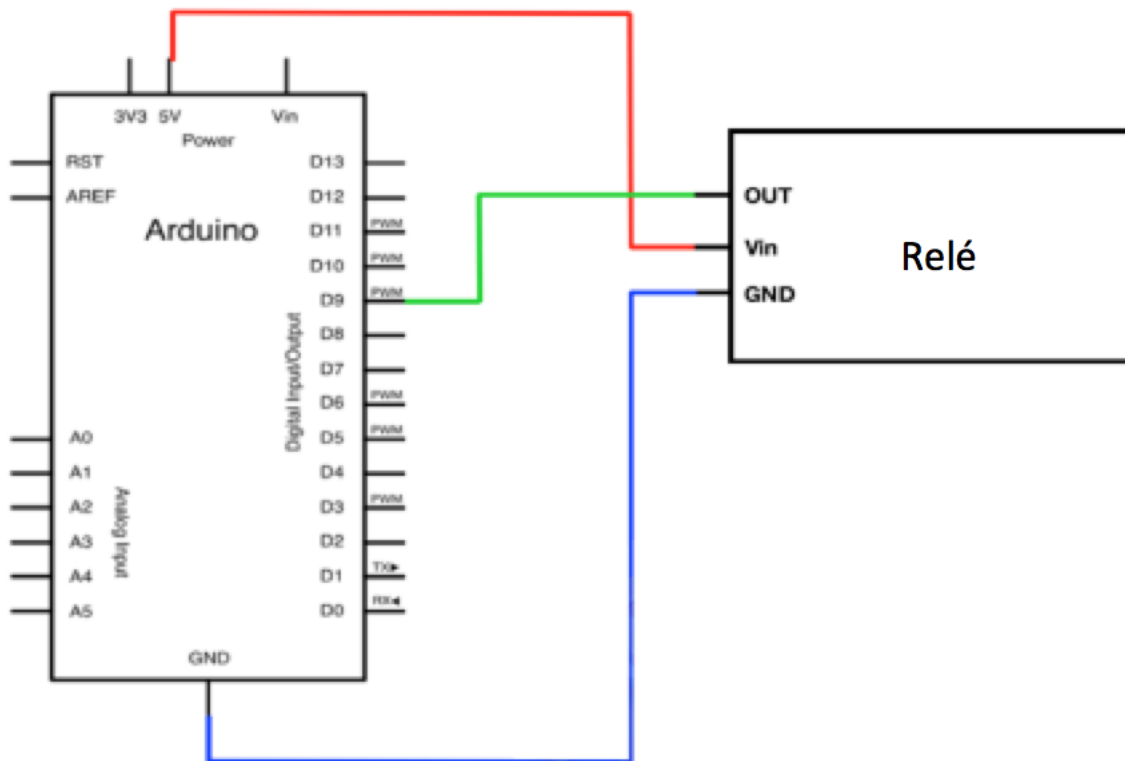 3V3 5V Vin
Power
RST
AREF
Arduino
D13
D12
D11 PWM
D10 PWM
D9 PWM
D8
D7
D6 PWM
D5 PWM
D4
D3 PWM
D2
D1 TX▶
D0 RX◀
Digital Input/Output
A0
A1
A2
A3
A4
A5
Analog Input
GND
OUT
Vin
GND
Relé